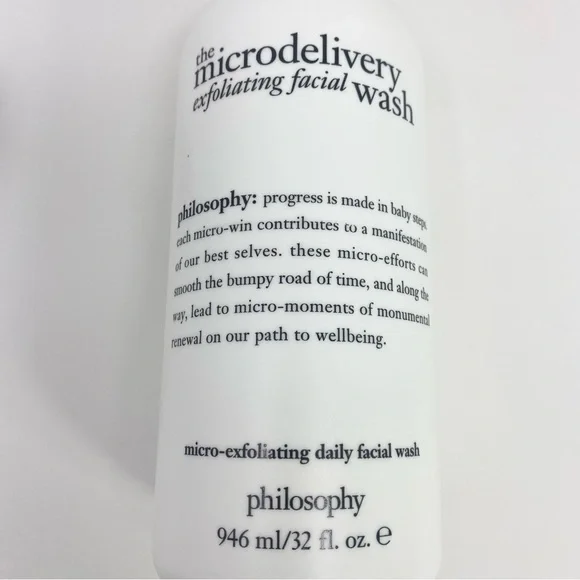 the
microdelivery
exfoliating facial wash
philosophy: progress is made in baby steps,
each micro-win contributes to a manifestation
of our best selves. these micro-efforts can
smooth the bumpy road of time, and along the
way, lead to micro-moments of monumental
renewal on our path to wellbeing.
micro-exfoliating daily facial wash
philosophy
946 ml/32 fl. oz. ℮